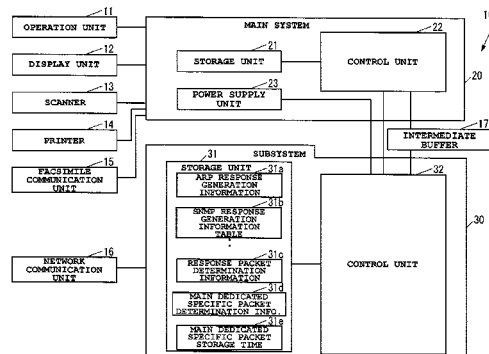 11
OPERATION UNIT
12
DISPLAY UNIT
13
SCANNER
14
PRINTER
15
FACSIMILE
COMMUNICATION
UNIT
16
NETWORK
COMMUNICATION
UNIT
MAIN SYSTEM
21
STORAGE UNIT
23
POWER SUPPLY
UNIT
22
CONTROL UNIT
20
17
INTERMEDIATE
BUFFER
SUBSYSTEM
31
STORAGE UNIT
31a
ARP RESPONSE
GENERATION
INFORMATION
31b
SNMP RESPONSE
GENERATION
INFORMATION
TABLE
31c
RESPONSE PACKET
DETERMINATION
INFORMATION
31d
MAIN DEDICATED
SPECIFIC PACKET
DETERMINATION INFO.
31e
MAIN DEDICATED
SPECIFIC PACKET
STORAGE TIME
32
CONTROL UNIT
30